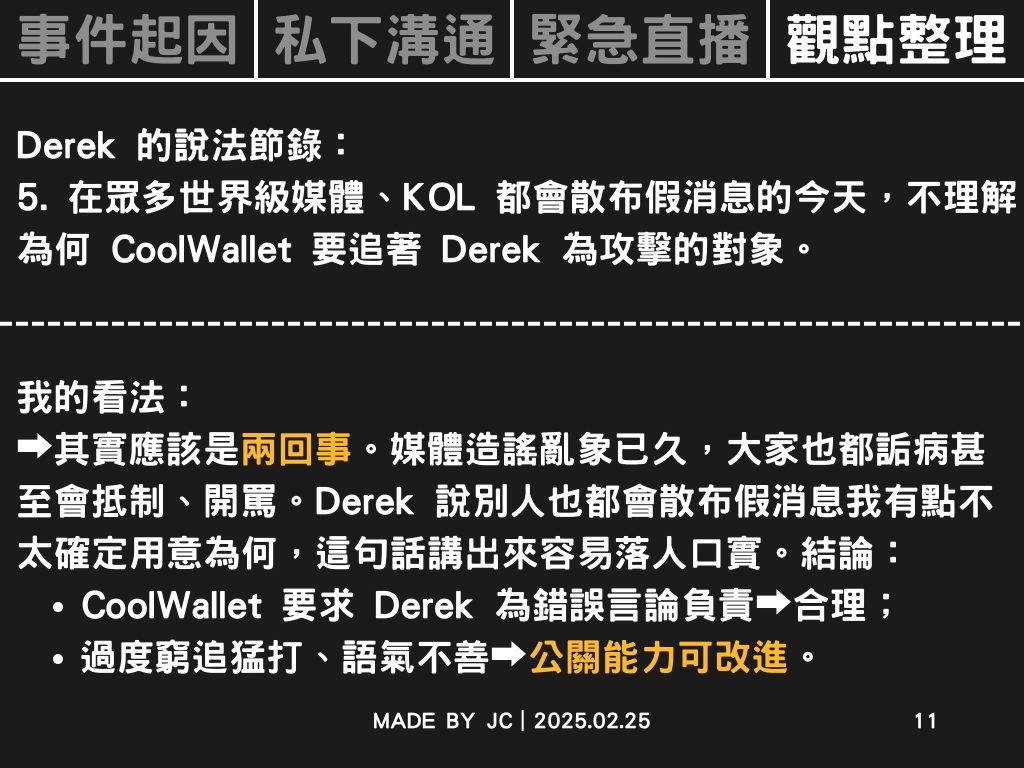 事件起因 私下溝通 緊急直播 觀點整理
Derek 的說法節錄：
5. 在眾多世界級媒體、KOL 都會散布假消息的今天，不理解
為何 CoolWallet 要追著 Derek 為攻擊的對象。
我的看法：
➡其實應該是兩回事。媒體造謠亂象已久，大家也都詬病甚
至會抵制、開罵。Derek 說別人也都會散布假消息我有點不
太確定用意為何，這句話講出來容易落人口實。結論：
• CoolWallet 要求 Derek 為錯誤言論負責➡合理；
• 過度窮追猛打、語氣不善➡公關能力可改進。
MADE BY JC | 2025.02.25
11